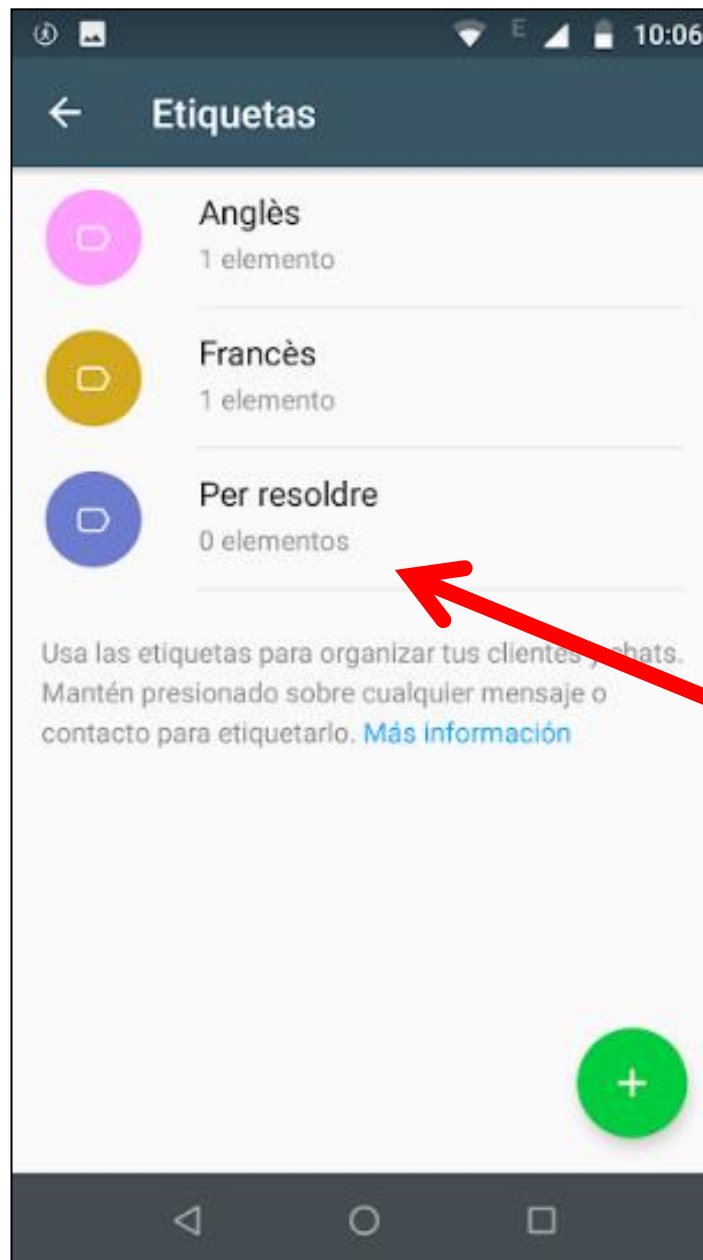 E 10:06
Etiquetas
Anglès
1 elemento
Francès
1 elemento
Per resoldre
0 elementos
Usa las etiquetas para organizar tus clientes y chats.
Mantén presionado sobre cualquier mensaje o
contacto para etiquetarlo. Más información